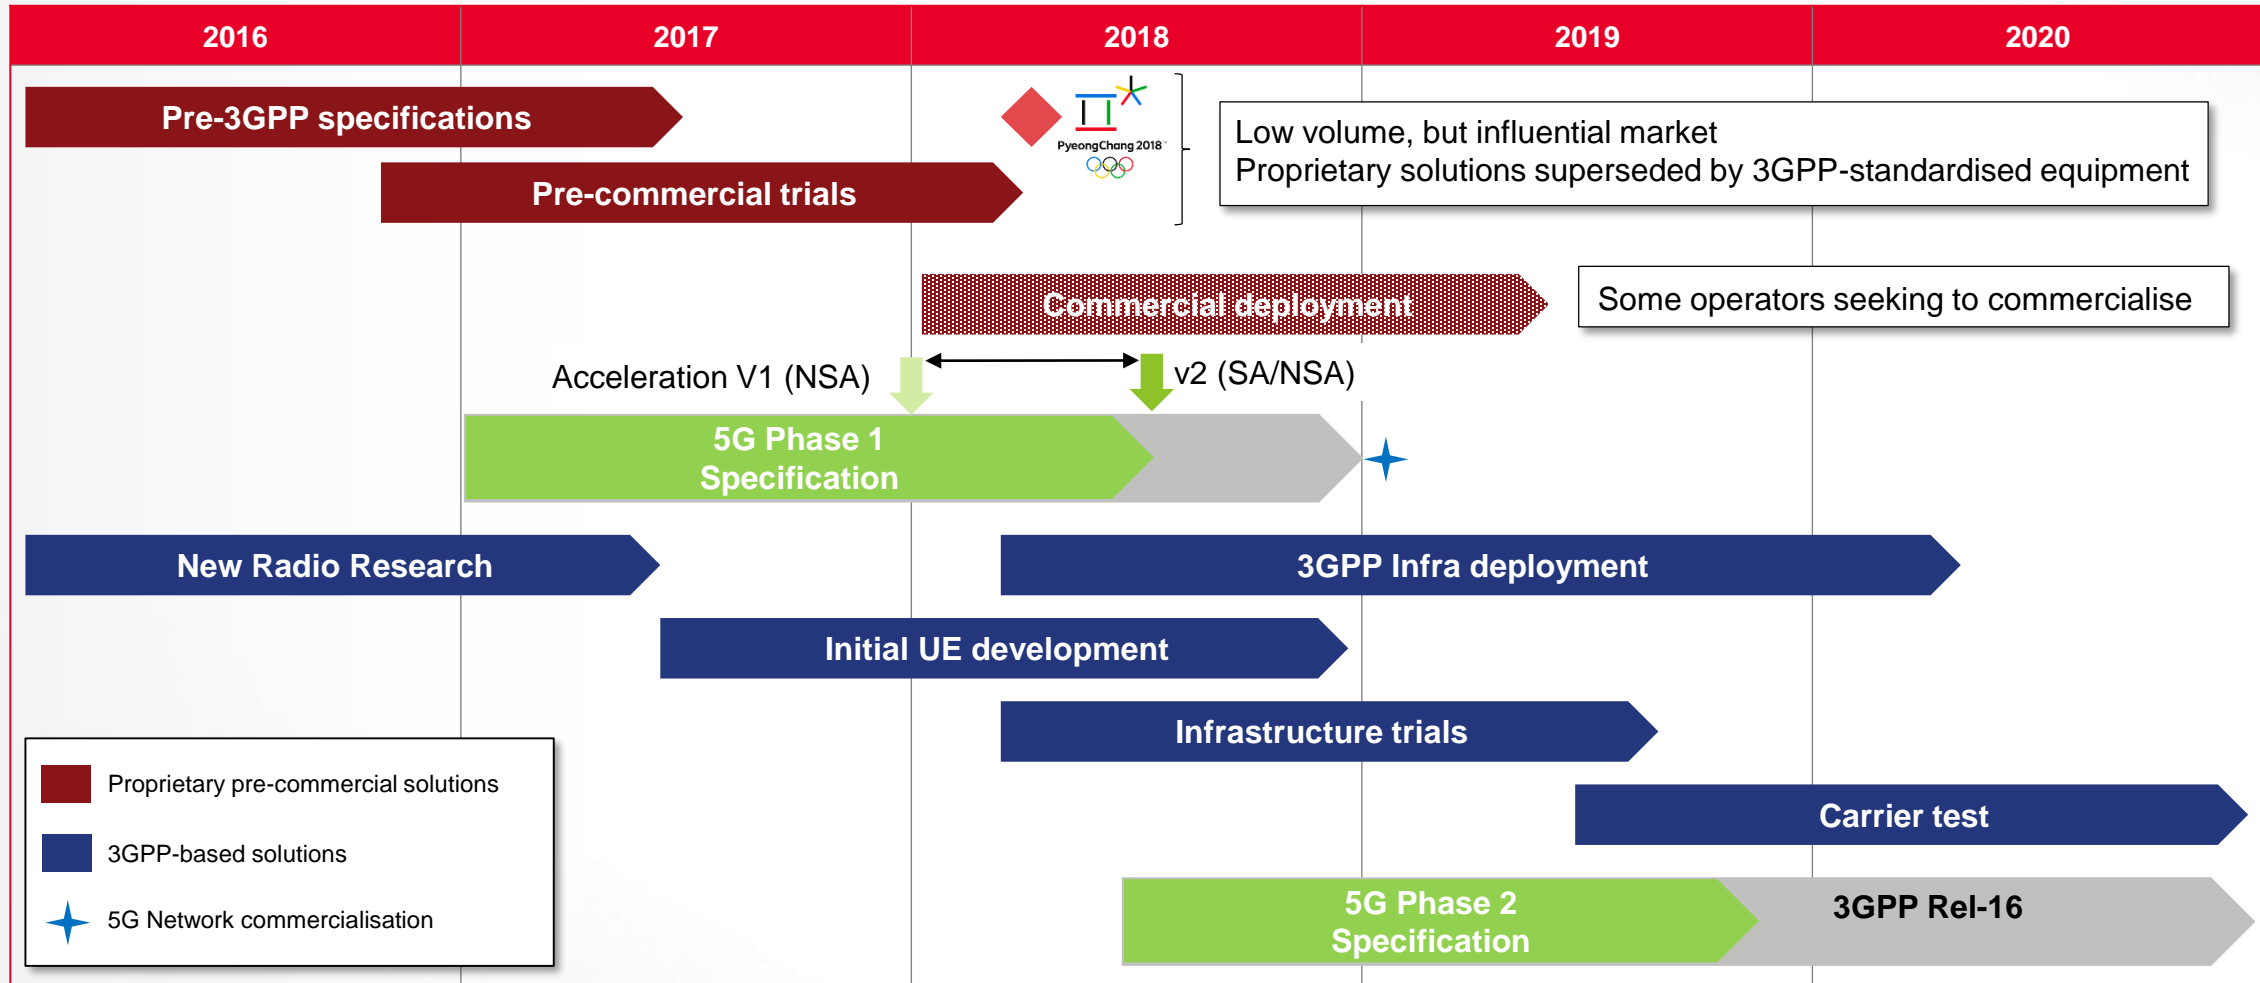 2016
2017
2018
2019
2020
Pre-3GPP specifications
PyeongChang 2018™
Low volume, but influential market
Proprietary solutions superseded by 3GPP-standardised equipment
Pre-commercial trials
Commercial deployment
Some operators seeking to commercialise
Acceleration V1 (NSA)
v2 (SA/NSA)
5G Phase 1
Specification
New Radio Research
3GPP Infra deployment
Initial UE development
Infrastructure trials
Proprietary pre-commercial solutions
3GPP-based solutions
5G Network commercialisation
Carrier test
5G Phase 2
Specification
3GPP Rel-16